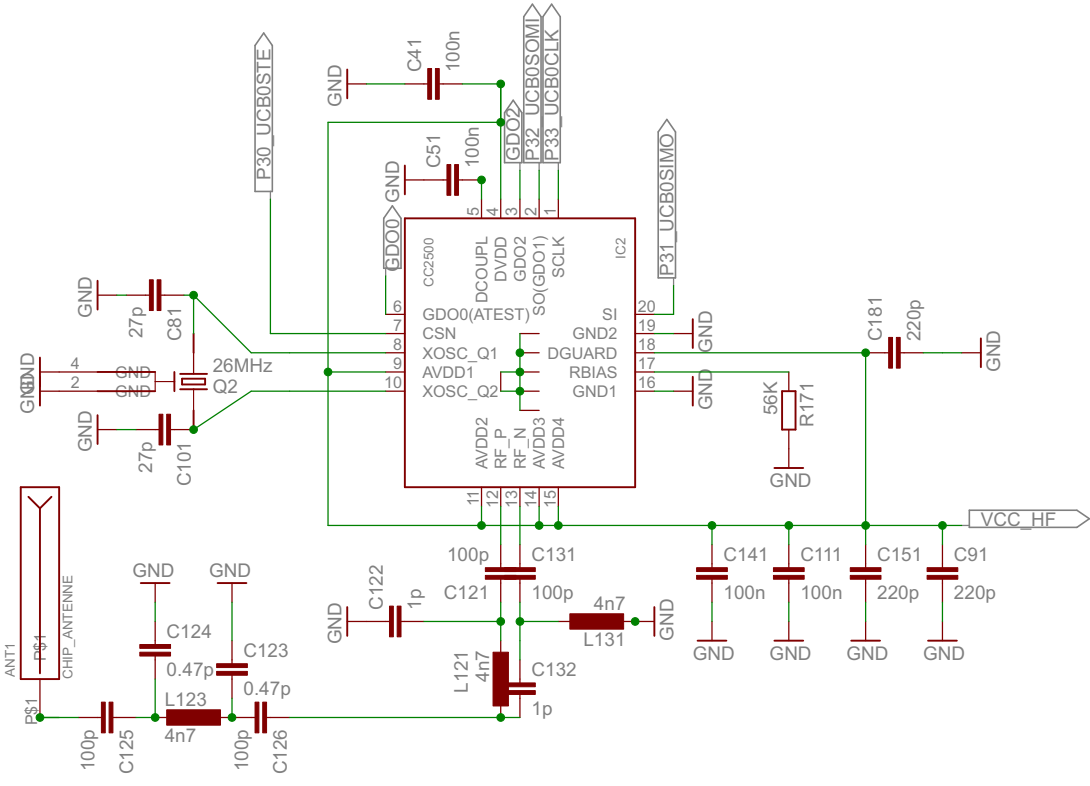 P30_UCB0STE
GND
C41
100n
GDO2
P32_UCB0SOMI
P33_UCB0CLK
GND
C51
100n
P31_UCB0SIMO
GDO0
5
4
3
2
1
CC2500
DCOUPL
DVDD
GDO2
SO(GDO1)
SCLK
IC2
6
GDO0(ATEST)
SI
20
7
CSN
GND2
19
GND
8
XOSC_Q1
DGUARD
18
9
AVDD1
RBIAS
17
10
XOSC_Q2
GND1
16
GND
GND
27p
C81
C181
220p
GND
GND
GND
4
GND
2
GND
26MHz
Q2
GND
27p
C101
56K
R171
GND
AVDD2
RF_P
RF_N
AVDD3
AVDD4
11
12
13
14
15
VCC_HF
100p
C131
C121
100p
C141
100n
GND
C111
100n
GND
C151
220p
GND
C91
220p
GND
GND
C122
1p
4n7
L131
GND
L121
4n7
C132
1p
GND
GND
C124
0.47p
C123
0.47p
L123
4n7
ANT1
P$1
CHIP_ANTENNE
P$1
100p
C125
100p
C126